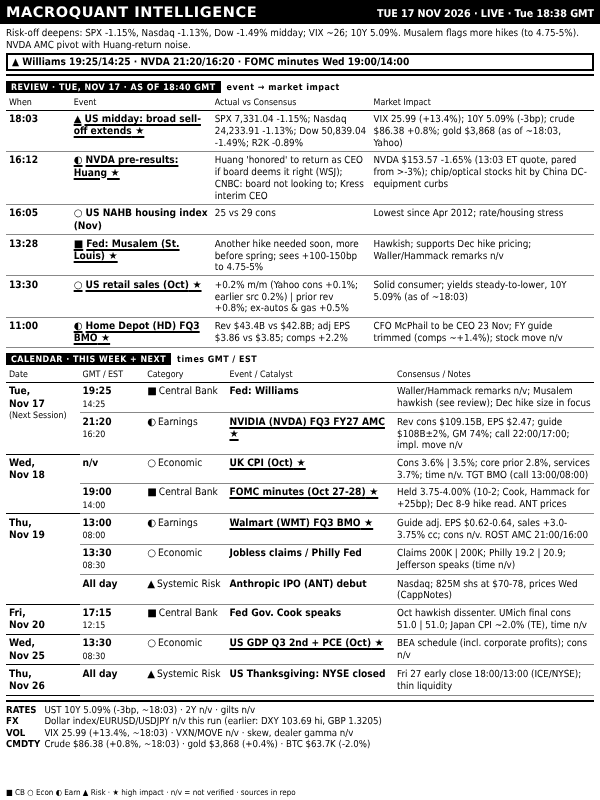 MACROQUANT INTELLIGENCE TUE 17 NOV 2026 · LIVE · Tue 18:38 GMT
Risk-off deepens: SPX -1.15%, Nasdaq -1.13%, Dow -1.49% midday; VIX ~26; 10Y 5.09%. Musalem flags more hikes (to 4.75-5%).
NVDA AMC pivot with Huang-return noise.
▲ Williams 19:25/14:25 · NVDA 21:20/16:20 · FOMC minutes Wed 19:00/14:00
REVIEW · TUE, NOV 17 · AS OF 18:40 GMT event → market impact
When Event Actual vs Consensus Market Impact
18:03 ▲ US midday: broad sell- SPX 7,331.04 -1.15%; Nasdaq VIX 25.99 (+13.4%); 10Y 5.09% (-3bp); crude
off extends ★ 24,233.91 -1.13%; Dow 50,839.04 $86.38 +0.8%; gold $3,868 (as of ~18:03,
-1.49%; R2K -0.89% Yahoo)
16:12 ◐ NVDA pre-results: Huang 'honored' to return as CEO NVDA $153.57 -1.65% (13:03 ET quote, pared
Huang ★ if board deems it right (WSJ); from >-3%); chip/optical stocks hit by China DC-
CNBC: board not looking to; Kress equipment curbs
interim CEO
16:05 ○ US NAHB housing index 25 vs 29 cons Lowest since Apr 2012; rate/housing stress
(Nov)
13:28 ■ Fed: Musalem (St. Another hike needed soon, more Hawkish; supports Dec hike pricing;
Louis) ★ before spring; sees +100-150bp Waller/Hammack remarks n/v
to 4.75-5%
13:30 ○ US retail sales (Oct) ★ +0.2% m/m (Yahoo cons +0.1%; Solid consumer; yields steady-to-lower, 10Y
earlier src 0.2%) | prior rev 5.09% (as of ~18:03)
+0.8%; ex-autos & gas +0.5%
11:00 ◐ Home Depot (HD) FQ3 Rev $43.4B vs $42.8B; adj EPS CFO McPhail to be CEO 23 Nov; FY guide
BMO ★ $3.86 vs $3.85; comps +2.2% trimmed (comps ~+1.4%); stock move n/v
CALENDAR · THIS WEEK + NEXT times GMT / EST
Date GMT / EST Category Event / Catalyst Consensus / Notes
Tue, 19:25 ■ Central Bank Fed: Williams Waller/Hammack remarks n/v; Musalem
Nov 17 14:25 hawkish (see review); Dec hike size in focus
(Next Session)
21:20 ◐ Earnings NVIDIA (NVDA) FQ3 FY27 AMC Rev cons $109.15B, EPS $2.47; guide
16:20 ★ $108B±2%, GM 74%; call 22:00/17:00;
impl. move n/v
Wed, n/v ○ Economic UK CPI (Oct) ★ Cons 3.6% | 3.5%; core prior 2.8%, services
Nov 18 3.7%; time n/v. TGT BMO (call 13:00/08:00)
19:00 ■ Central Bank FOMC minutes (Oct 27-28) ★ Held 3.75-4.00% (10-2; Cook, Hammack for
14:00 +25bp); Dec 8-9 hike read. ANT prices
Thu, 13:00 ◐ Earnings Walmart (WMT) FQ3 BMO ★ Guide adj. EPS $0.62-0.64, sales +3.0-
Nov 19 08:00 3.75% cc; cons n/v. ROST AMC 21:00/16:00
13:30 ○ Economic Jobless claims / Philly Fed Claims 200K | 200K; Philly 19.2 | 20.9;
08:30 Jefferson speaks (time n/v)
All day ▲ Systemic Risk Anthropic IPO (ANT) debut Nasdaq; 825M shs at $70-78, prices Wed
(CappNotes)
Fri, 17:15 ■ Central Bank Fed Gov. Cook speaks Oct hawkish dissenter. UMich final cons
Nov 20 12:15 51.0 | 51.0; Japan CPI ~2.0% (TE), time n/v
Wed, 13:30 ○ Economic US GDP Q3 2nd + PCE (Oct) ★ BEA schedule (incl. corporate profits); cons
Nov 25 08:30 n/v
Thu, All day ▲ Systemic Risk US Thanksgiving: NYSE closed Fri 27 early close 18:00/13:00 (ICE/NYSE);
Nov 26 thin liquidity
RATES UST 10Y 5.09% (-3bp, ~18:03) · 2Y n/v · gilts n/v
FX Dollar index/EURUSD/USDJPY n/v this run (earlier: DXY 103.69 hi, GBP 1.3205)
VOL VIX 25.99 (+13.4%, ~18:03) · VXN/MOVE n/v · skew, dealer gamma n/v
CMDTY Crude $86.38 (+0.8%, ~18:03) · gold $3,868 (+0.4%) · BTC $63.7K (-2.0%)
■ CB ○ Econ ◐ Earn ▲ Risk · ★ high impact · n/v = not verified · sources in repo